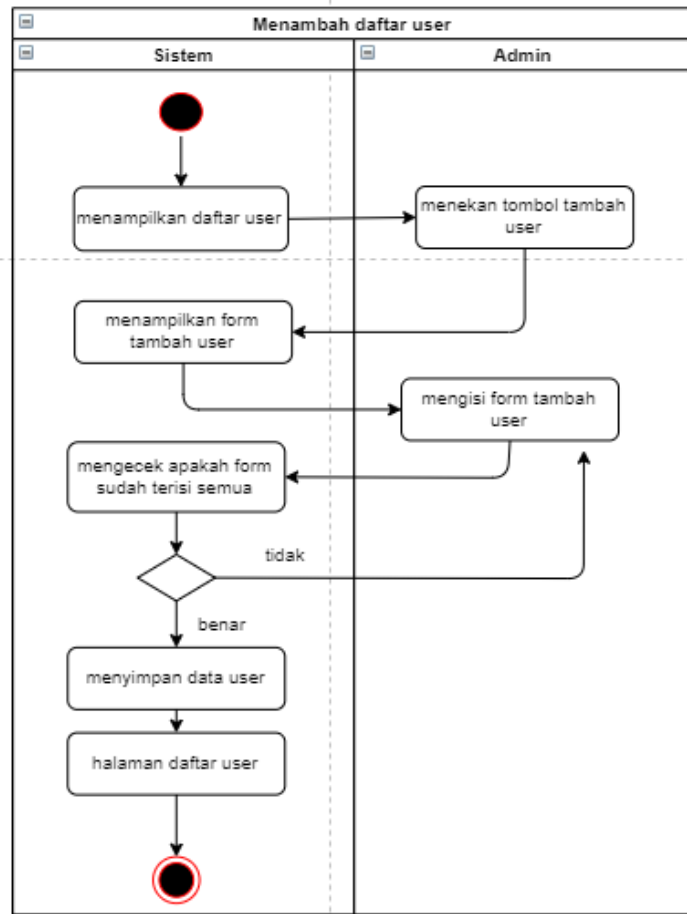 Menambah daftar user
Sistem
Admin
menampilkan daftar user
menekan tombol tambah
user
menampilkan form
tambah user
mengisi form tambah
user
mengecek apakah form
sudah terisi semua
tidak
benar
menyimpan data user
halaman daftar user